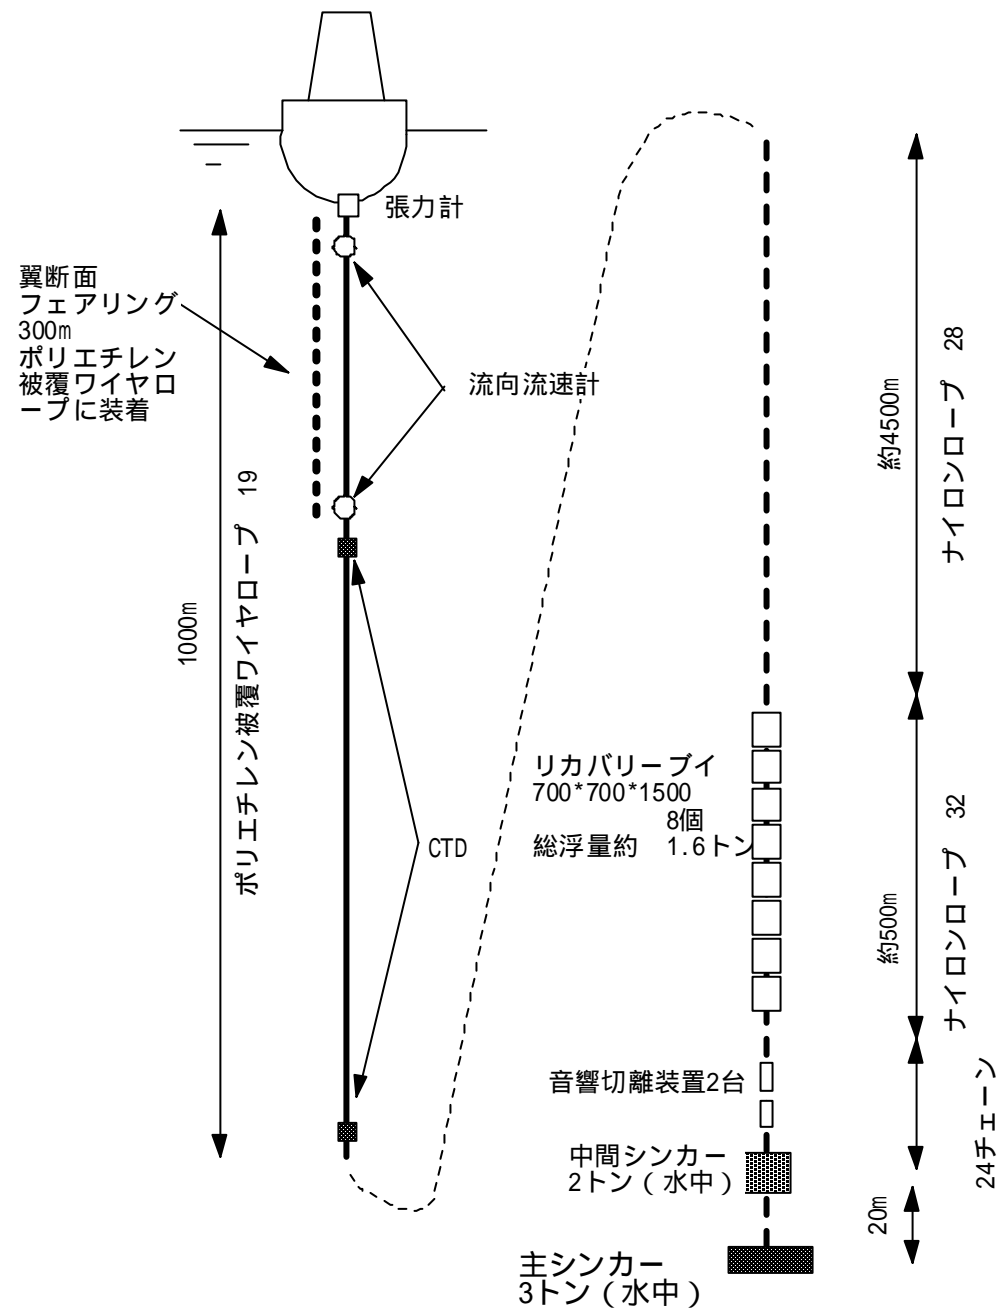 張力計
翼断面
フェアリング
300m
ポリエチレン
被覆ワイヤロ
ープに装着
流向流速計
1000m
ポリエチレン被覆ワイヤロープ 19
CTD
リカバリーブイ
700*700*1500
8個
総浮量約 1.6トン
音響切離装置2台
中間シンカー
2トン（水中）
主シンカー
3トン（水中）
約4500m
ナイロンロープ 28
約500m
ナイロンロープ 32
24チェーン
20m